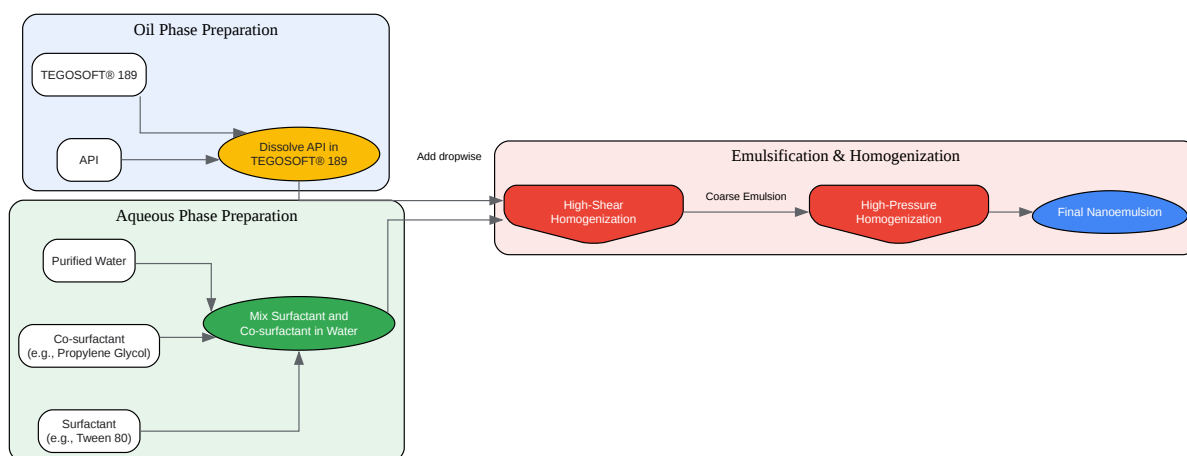 Oil Phase Preparation
TEGOSOFT® 189
API
Dissolve API in
TEGOSOFT® 189
Aqueous Phase Preparation
Purified Water
Co-surfactant
(e.g., Propylene Glycol)
Surfactant
(e.g., Tween 80)
Mix Surfactant and
Co-surfactant in Water
Add dropwise
Emulsification & Homogenization
High-Shear
Homogenization
Coarse Emulsion
High-Pressure
Homogenization
Final Nanoemulsion